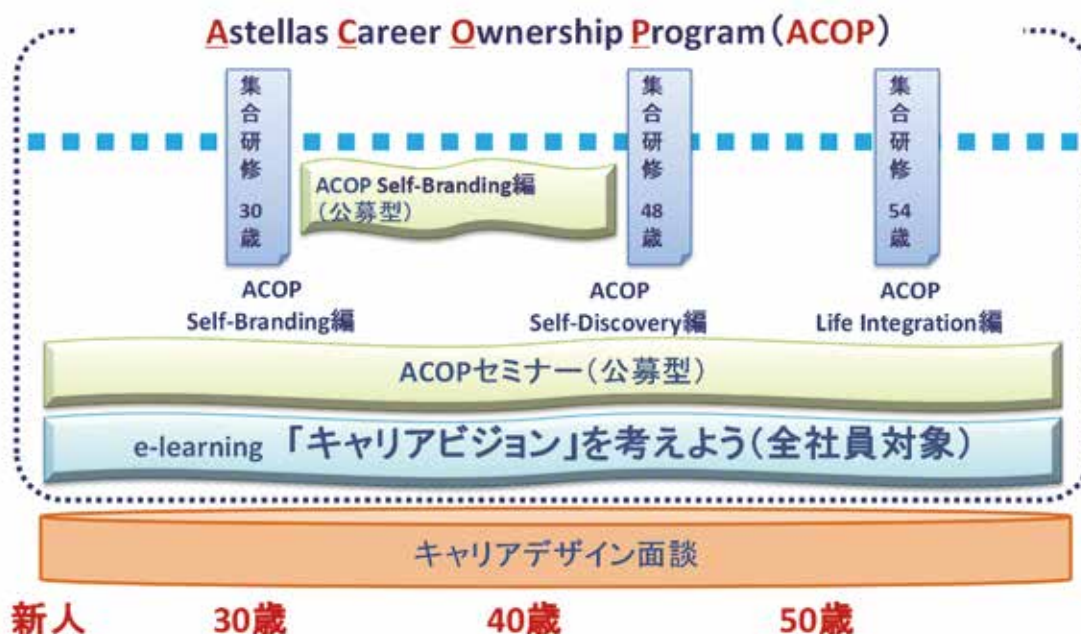 Astellas Career Ownership Program（ACOP）
集合研修 30歳
集合研修 48歳
集合研修 54歳
ACOP Self-Branding編
（公募型）
ACOP
Self-Branding編
ACOP
Self-Discovery編
ACOP
Life Integration編
ACOPセミナー（公募型）
e-learning 「キャリアビジョン」を考えよう（全社員対象）
キャリアデザイン面談
新人 30歳 40歳 50歳